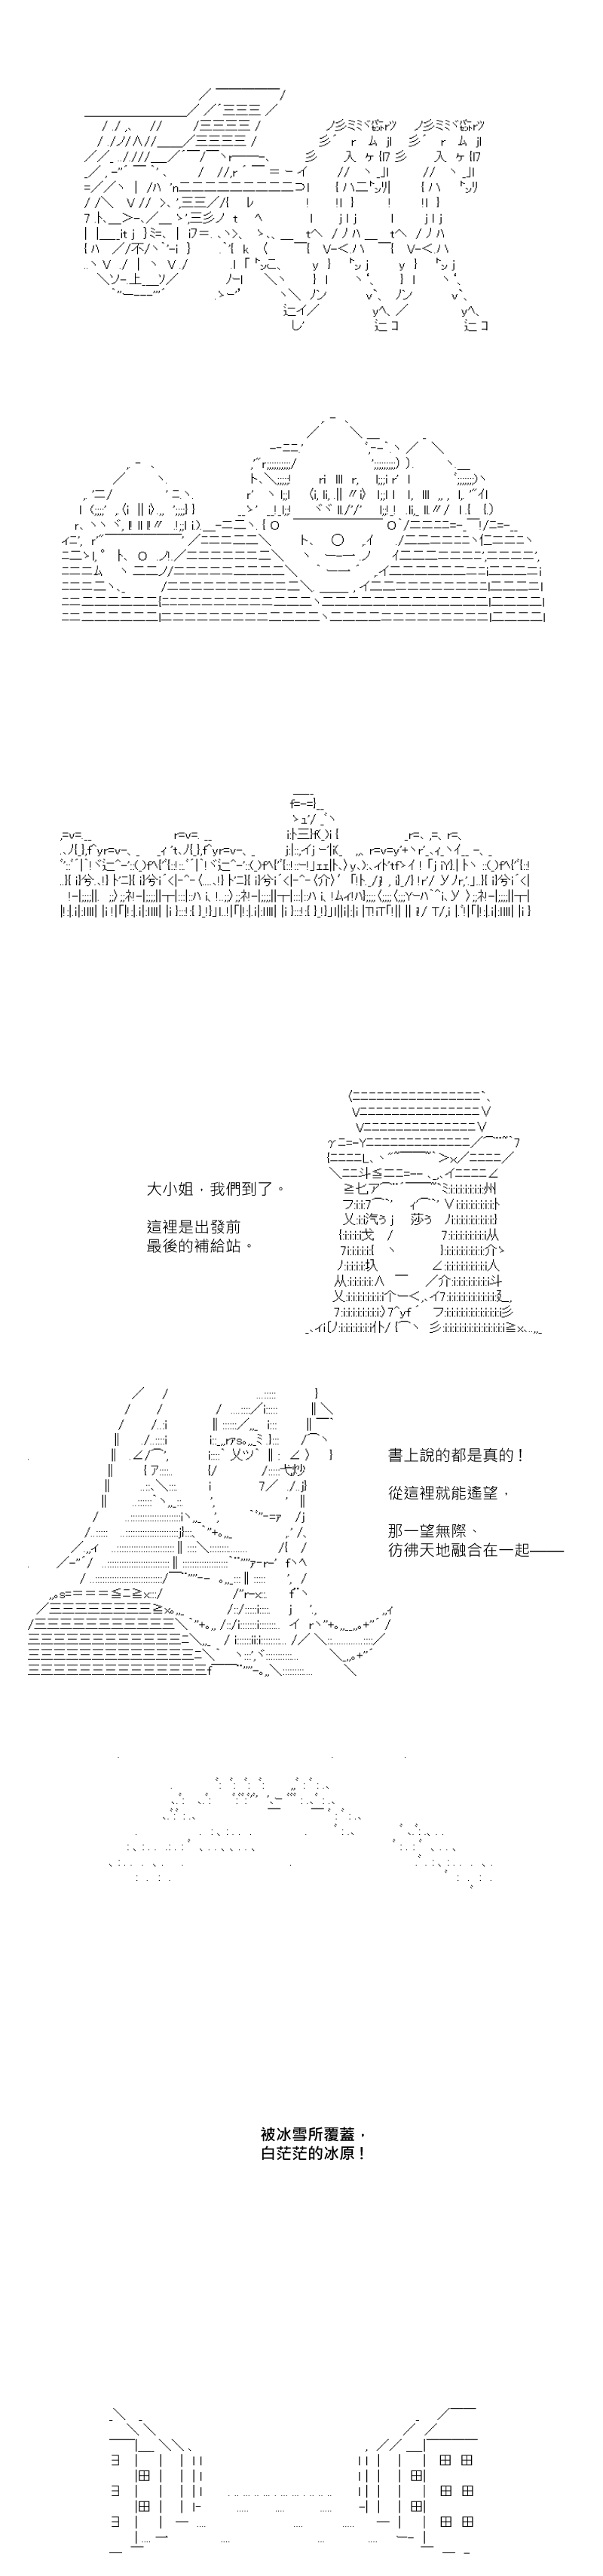 大小姐，我們到了。
這裡是出發前
最後的補給站。
書上說的都是真的！
從這裡就能遙望，
那一望無際、
彷彿天地融合在一起───
被冰雪所覆蓋，
白茫茫的冰原！